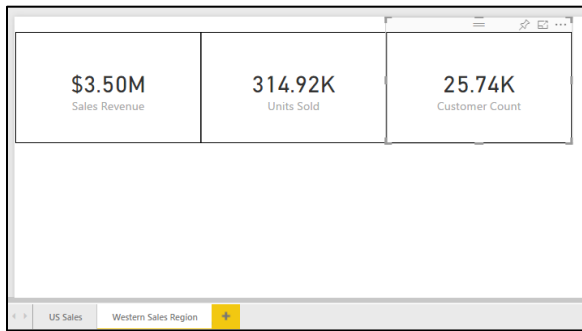 $3.50M 314.92K 25.74K
Sales Revenue Units Sold Customer Count
US Sales Western Sales Region +